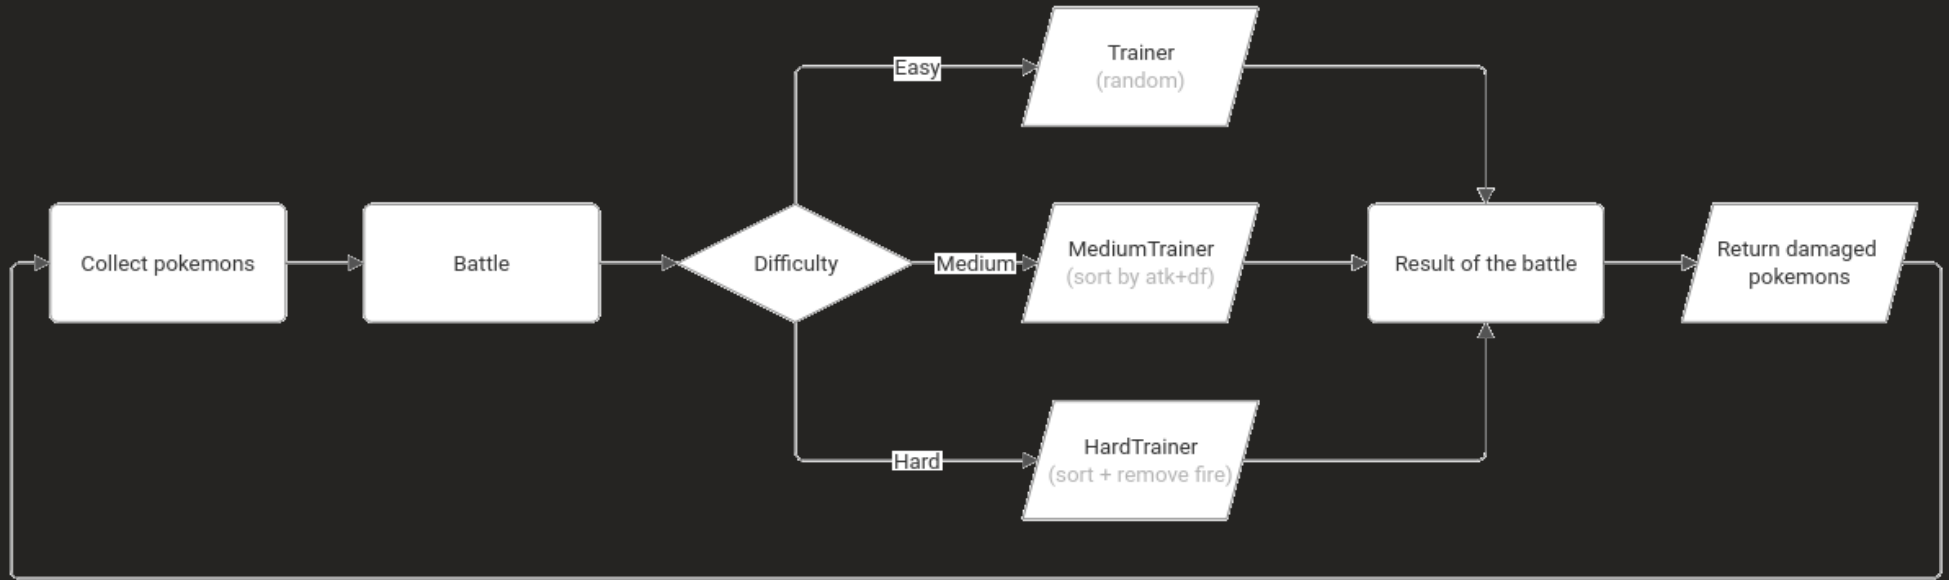 Collect pokemons
Battle
Difficulty
Easy
Trainer
(random)
Medium
MediumTrainer
(sort by atk+df)
Hard
HardTrainer
(sort + remove fire)
Result of the battle
Return damaged
pokemons